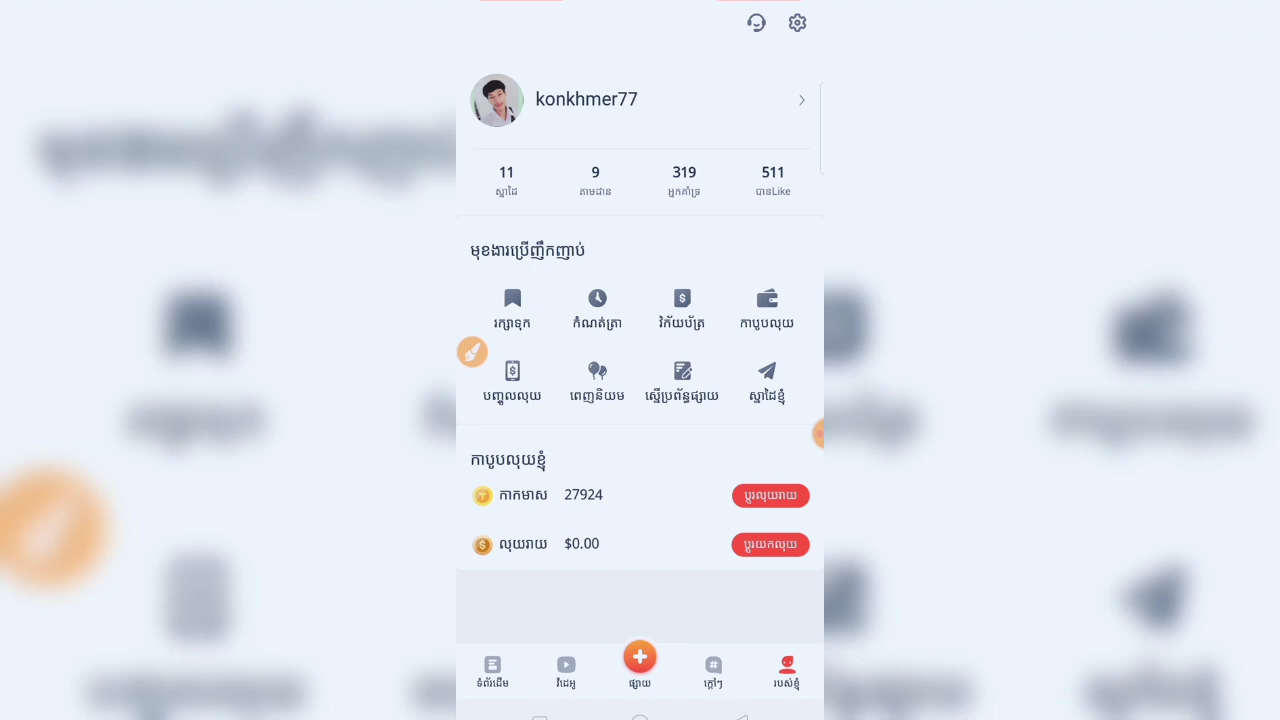 konkhmer77
11 9 319 511
ស្នាដៃ តាមដាន អ្នកគាំទ្រ បានLike
មុខងារប្រើញឹកញាប់
រក្សាទុក កំណត់ត្រា វិក័យប័ត្រ កាបូបលុយ
បញ្ចូលលុយ ពេញនិយម ស្នើប្រព័ន្ធផ្សាយ ស្នាដៃខ្ញុំ
កាបូបលុយខ្ញុំ
កាកមាស 27924 ប្តូរលុយរាយ
លុយរាយ $0.00 ប្តូរយកលុយ
ទំព័រដើម វីដេអូ ផ្សាយ ក្តៅៗ របស់ខ្ញុំ